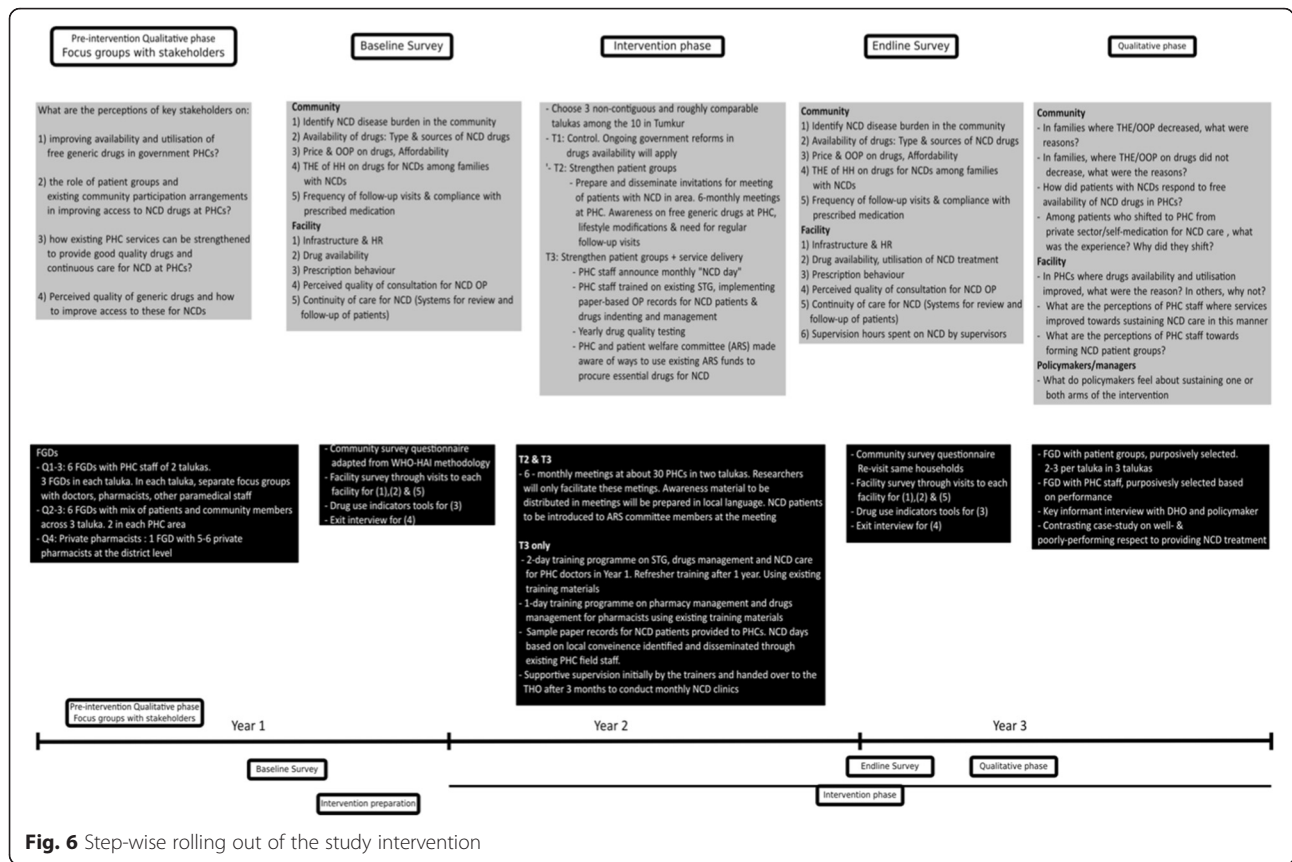 Pre-intervention Qualitative phase
Focus groups with stakeholders
Baseline Survey
Intervention phase
Endline Survey
Qualitative phase
What are the perceptions of key stakeholders on:
1) improving availability and utilisation of
free generic drugs in government PHCs?
2) the role of patient groups and
existing community participation arrangements
in improving access to NCD drugs at PHCs?
3) how existing PHC services can be strengthened
to provide good quality drugs and
continuous care for NCD at PHCs?
4) Perceived quality of generic drugs and how
to improve access to these for NCDs
Community
1) Identify NCD disease burden in the community
2) Availability of drugs: Type & sources of NCD drugs
3) Price & OOP on drugs, Affordability
4) THE of HH on drugs for NCDs among families
with NCDs
5) Frequency of follow-up visits & compliance with
prescribed medication
Facility
1) Infrastructure & HR
2) Drug availability
3) Prescription behaviour
4) Perceived quality of consultation for NCD OP
5) Continuity of care for NCD (Systems for review and
follow-up of patients)
- Choose 3 non-contiguous and roughly comparable
talukas among the 10 in Tumkur
- T1: Control. Ongoing government reforms in
drugs availability will apply
'- T2: Strengthen patient groups
- Prepare and disseminate invitations for meeting
of patients with NCD in area. 6-monthly meetings
at PHC. Awareness on free generic drugs at PHC,
lifestyle modifications & need for regular
follow-up visits
T3: Strengthen patient groups + service delivery
- PHC staff announce monthly "NCD day"
- PHC staff trained on existing STG, implementing
paper-based OP records for NCD patients &
drugs indenting and management
- Yearly drug quality testing
- PHC and patient welfare committee (ARS) made
aware of ways to use existing ARS funds to
procure essential drugs for NCD
Community
1) Identify NCD disease burden in the community
2) Availability of drugs: Type & sources of NCD drugs
3) Price & OOP on drugs, Affordability
4) THE of HH on drugs for NCDs among families
with NCDs
5) Frequency of follow-up visits & compliance with
prescribed medication
Facility
1) Infrastructure & HR
2) Drug availability, utilisation of NCD treatment
3) Prescription behaviour
4) Perceived quality of consultation for NCD OP
5) Continuity of care for NCD (Systems for review and
follow-up of patients)
6) Supervision hours spent on NCD by supervisors
Community
- In families where THE/OOP decreased, what were
reasons?
- In families, where THE/OOP on drugs did not
decrease, what were the reasons?
- How did patients with NCDs respond to free
availability of NCD drugs in PHCs?
- Among patients who shifted to PHC from
private sector/self-medication for NCD care , what
was the experience? Why did they shift?
Facility
- In PHCs where drugs availability and utilisation
improved, what were the reason? In others, why not?
- What are the perceptions of PHC staff where services
improved towards sustaining NCD care in this manner
- What are the perceptions of PHC staff towards
forming NCD patient groups?
Policymakers/managers
- What do policymakers feel about sustaining one or
both arms of the intervention
FGDs
- Q1-3: 6 FGDs with PHC staff of 2 talukas.
3 FGDs in each taluka. In each taluka, separate focus groups
with doctors, pharmacists, other paramedical staff
- Q2-3: 6 FGDs with mix of patients and community members
across 3 taluka. 2 in each PHC area
- Q4: Private pharmacists : 1 FGD with 5-6 private
pharmacists at the district level
- Community survey questionnaire
adapted from WHO-HAI methodology
- Facility survey through visits to each
facility for (1),(2) & (5)
- Drug use indicators tools for (3)
- Exit interview for (4)
T2 & T3
- 6 - monthly meetings at about 30 PHCs in two talukas. Researchers
will only facilitate these metings. Awareness material to be
distributed in meetings will be prepared in local language. NCD patients
to be introduced to ARS committee members at the meeting
T3 only
- 2-day training programme on STG, drugs management and NCD care
for PHC doctors in Year 1. Refresher training after 1 year. Using existing
training materials
- 1-day training programme on pharmacy management and drugs
management for pharmacists using existing training materials
- Sample paper records for NCD patients provided to PHCs. NCD days
based on local conveinence identified and disseminated through
existing PHC field staff.
- Supportive supervision initially by the trainers and handed over to the
THO after 3 months to conduct monthly NCD clinics
- Community survey questionnaire
Re-visit same households
- Facility survey through visits to each
facility for (1),(2) & (5)
- Drug use indicators tools for (3)
- Exit interview for (4)
- FGD with patient groups, purposively selected.
2-3 per taluka in 3 talukas
- FGD with PHC staff, purposively selected based
on performance
- Key informant interview with DHO and policymaker
- Contrasting case-study on well- &
poorly-performing respect to providing NCD treatment
Pre-intervention Qualitative phase
Focus groups with stakeholders
Year 1
Year 2
Year 3
Baseline Survey
Endline Survey
Qualitative phase
Intervention preparation
Intervention phase
Fig. 6 Step-wise rolling out of the study intervention